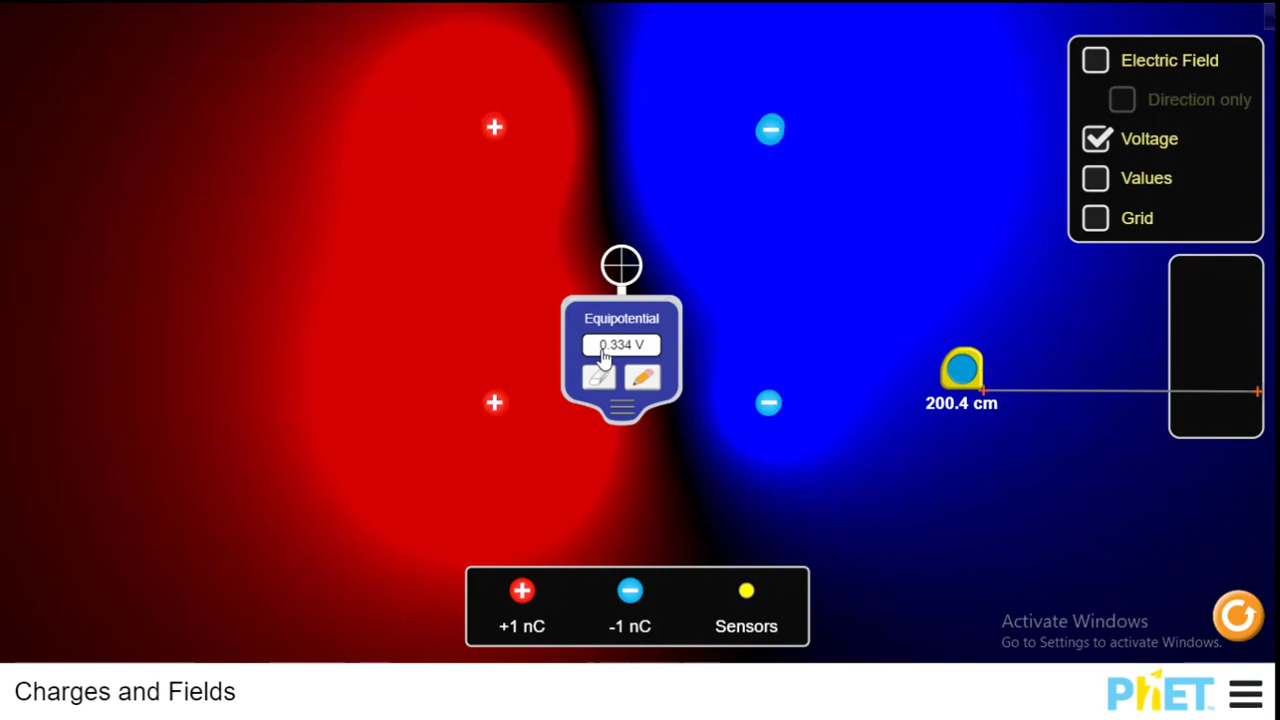 Electric Field
Direction only
Voltage
Values
Grid
Equipotential
0.334 V
200.4 cm
+1 nC
-1 nC
Sensors
Activate Windows
Go to Settings to activate Windows.
Charges and Fields
PhET